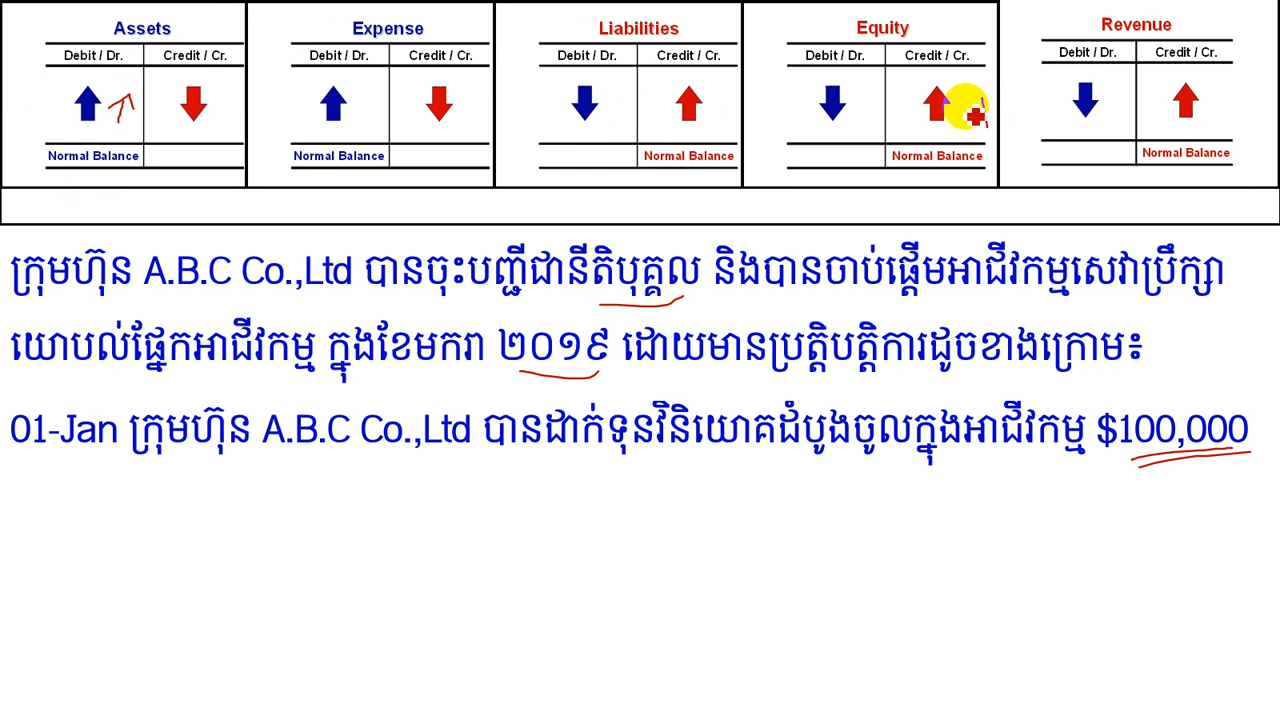 Assets Expense Liabilities Equity Revenue
Debit / Dr. Credit / Cr. Debit / Dr. Credit / Cr. Debit / Dr. Credit / Cr. Debit / Dr. Credit / Cr. Debit / Dr. Credit / Cr.
Normal Balance Normal Balance Normal Balance Normal Balance Normal Balance
ក្រុមហ៊ុន A.B.C Co.,Ltd បានចុះបញ្ជីជានីតិបុគ្គល និងបានចាប់ផ្តើមអាជីវកម្មសេវាប្រឹក្សា
យោបល់ផ្នែកអាជីវកម្ម ក្នុងខែមករា ២០១៩ ដោយមានប្រត្តិបត្តិការដូចខាងក្រោម៖
01-Jan ក្រុមហ៊ុន A.B.C Co.,Ltd បានដាក់ទុនវិនិយោគដំបូងចូលក្នុងអាជីវកម្ម $100,000